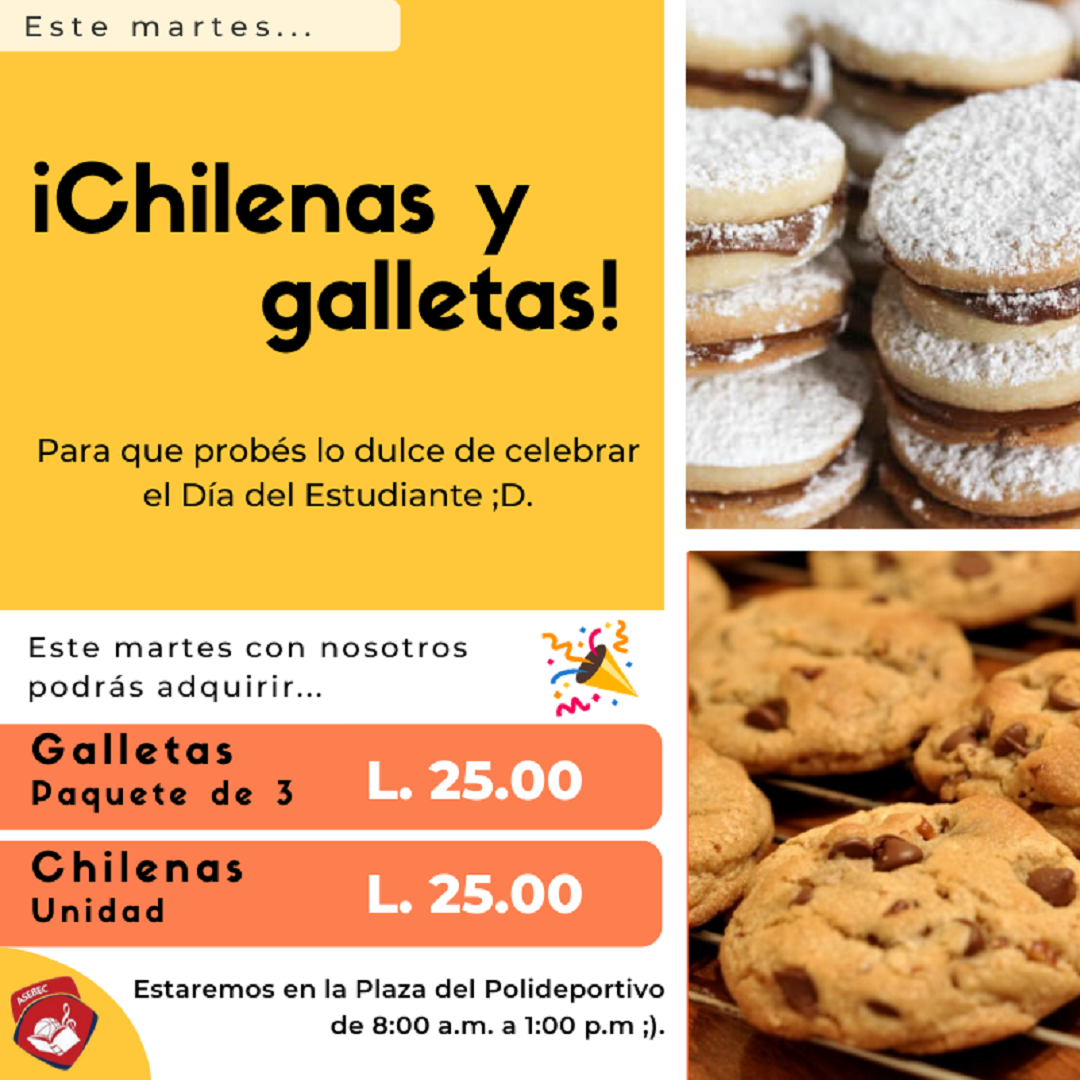 Este martes...
¡Chilenas y
galletas!
Para que probés lo dulce de celebrar
el Día del Estudiante ;D.
Este martes con nosotros
podrás adquirir...
Galletas
Paquete de 3
L. 25.00
Chilenas
Unidad
L. 25.00
ASEBEC
Estaremos en la Plaza del Polideportivo
de 8:00 a.m. a 1:00 p.m ;).